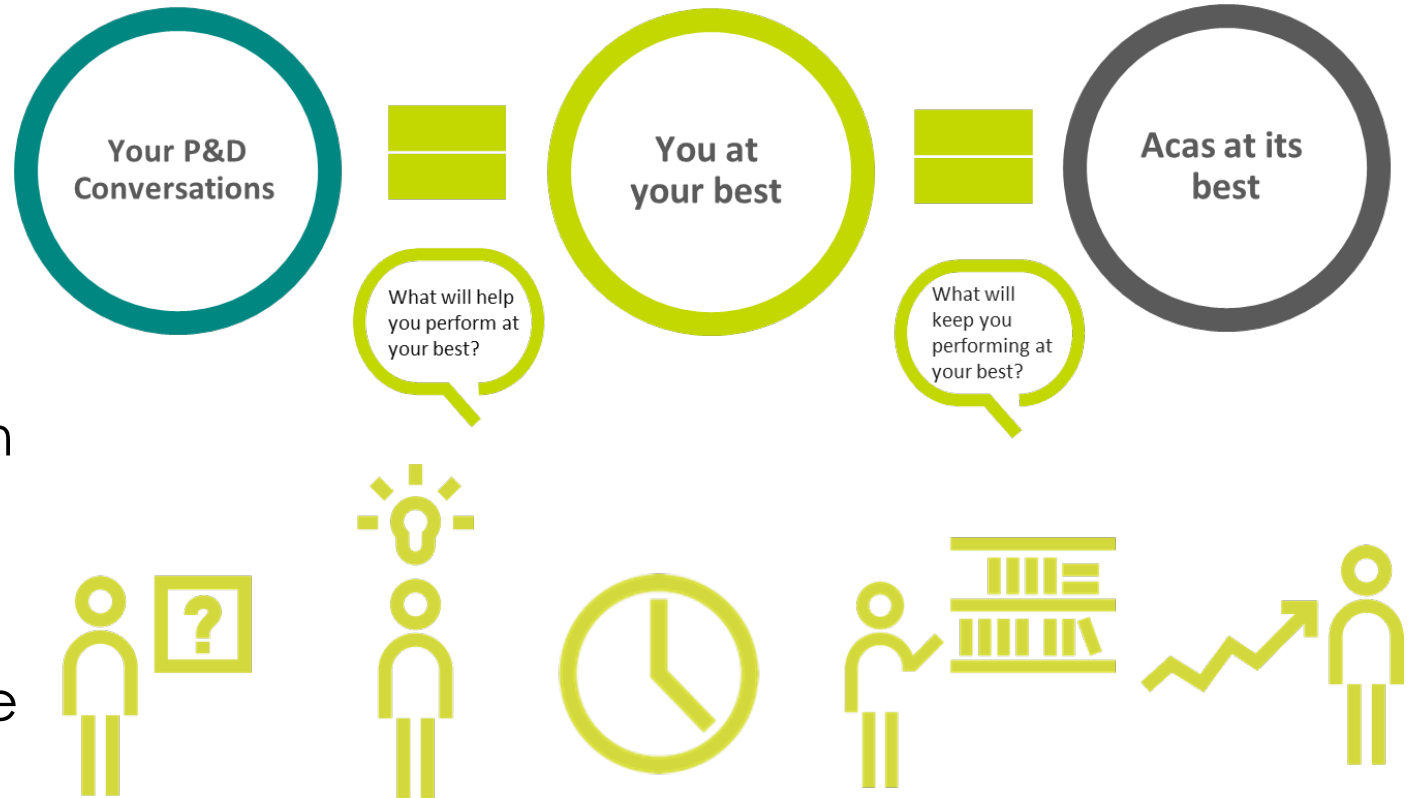 Your P&D
Conversations
You at
your best
Acas at its
best
What will help
you perform at
your best?
What will
keep you
performing at
your best?
n
e
?